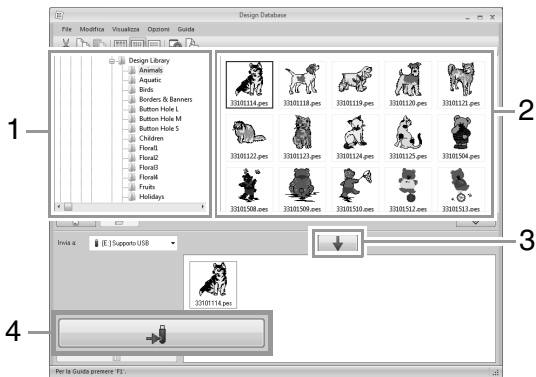 Design Database
File Modifica Visualizza Opzioni Guida
Design Library
Animals
Aquatic
Birds
Borders & Banners
Button Hole L
Button Hole M
Button Hole S
Children
Floral1
Floral2
Floral3
Floral4
Fruits
Holidays
1
33101114.pes 33101118.pes 33101119.pes 33101120.pes 33101121.pes
33101122.pes 33101123.pes 33101124.pes 33101125.pes 33101504.pes
33101508.pes 33101509.pes 33101510.pes 33101512.pes 33101513.pes
2
Invia a: (E:) Supporto USB
3
33101114.pes
4
Per la Guida premere 'F1'.